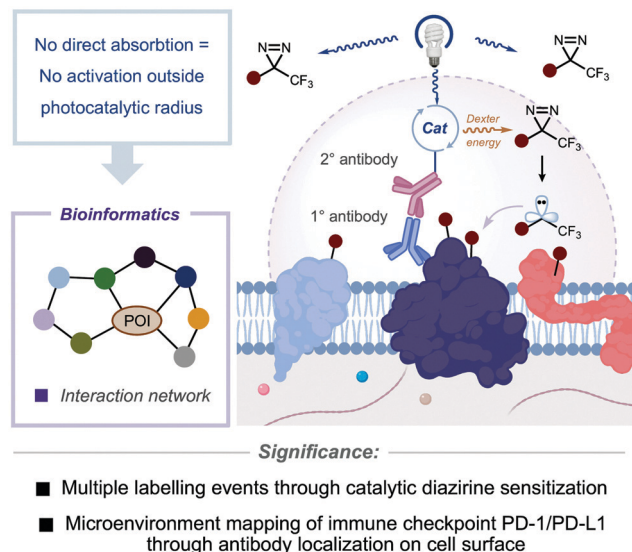 No direct absorbtion =
No activation outside
photocatalytic radius
N=N
CF3
N=N
CF3
Cat
Dexter
energy
N=N
CF3
2° antibody
1° antibody
CF3
Bioinformatics
POI
Interaction network
Significance:
Multiple labelling events through catalytic diazirine sensitization
Microenvironment mapping of immune checkpoint PD-1/PD-L1
through antibody localization on cell surface